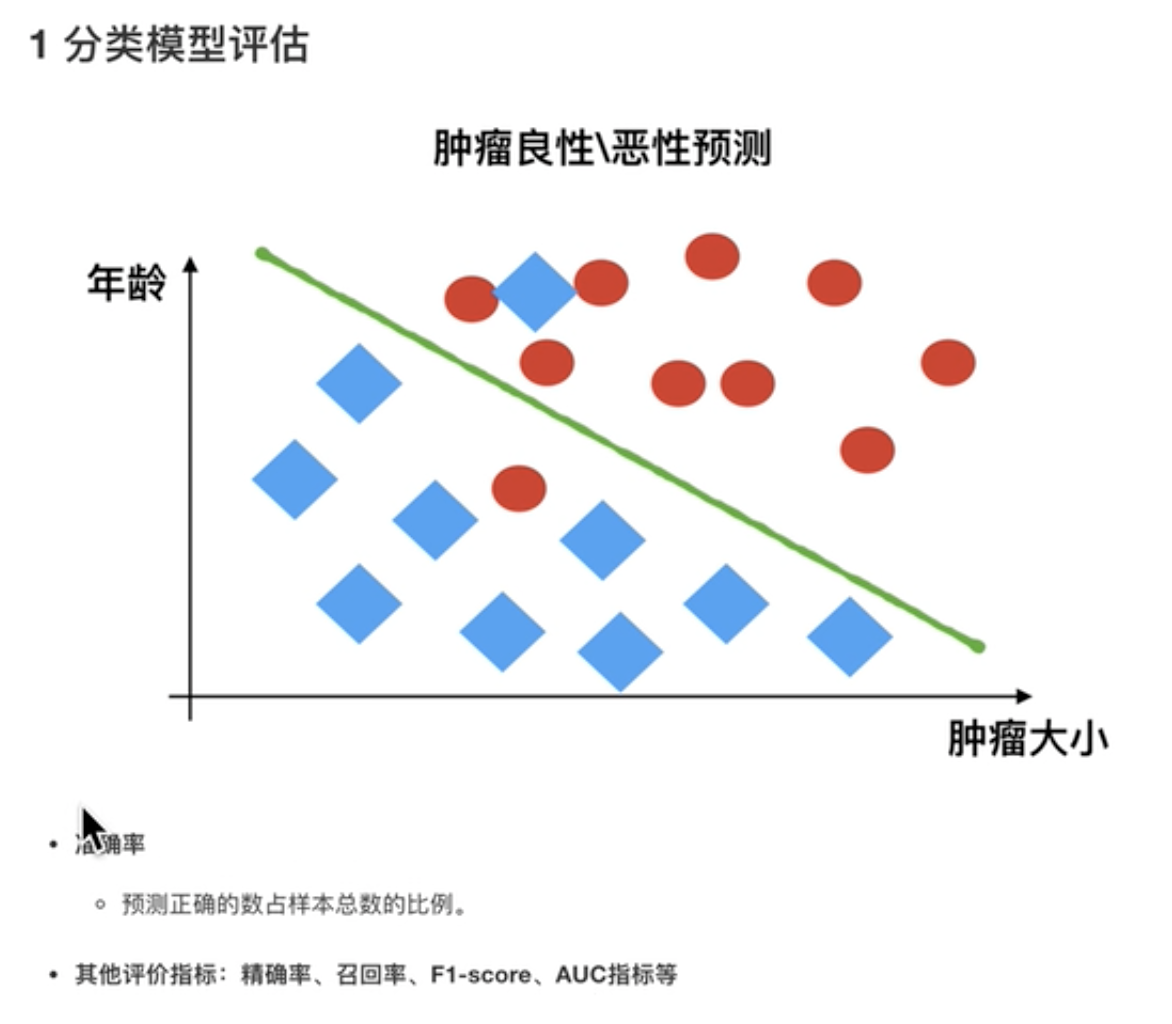 1 分类模型评估
肿瘤良性\恶性预测
年龄
肿瘤大小
准确率
预测正确的数占样本总数的比例。
其他评价指标：精确率、召回率、F1-score、AUC指标等